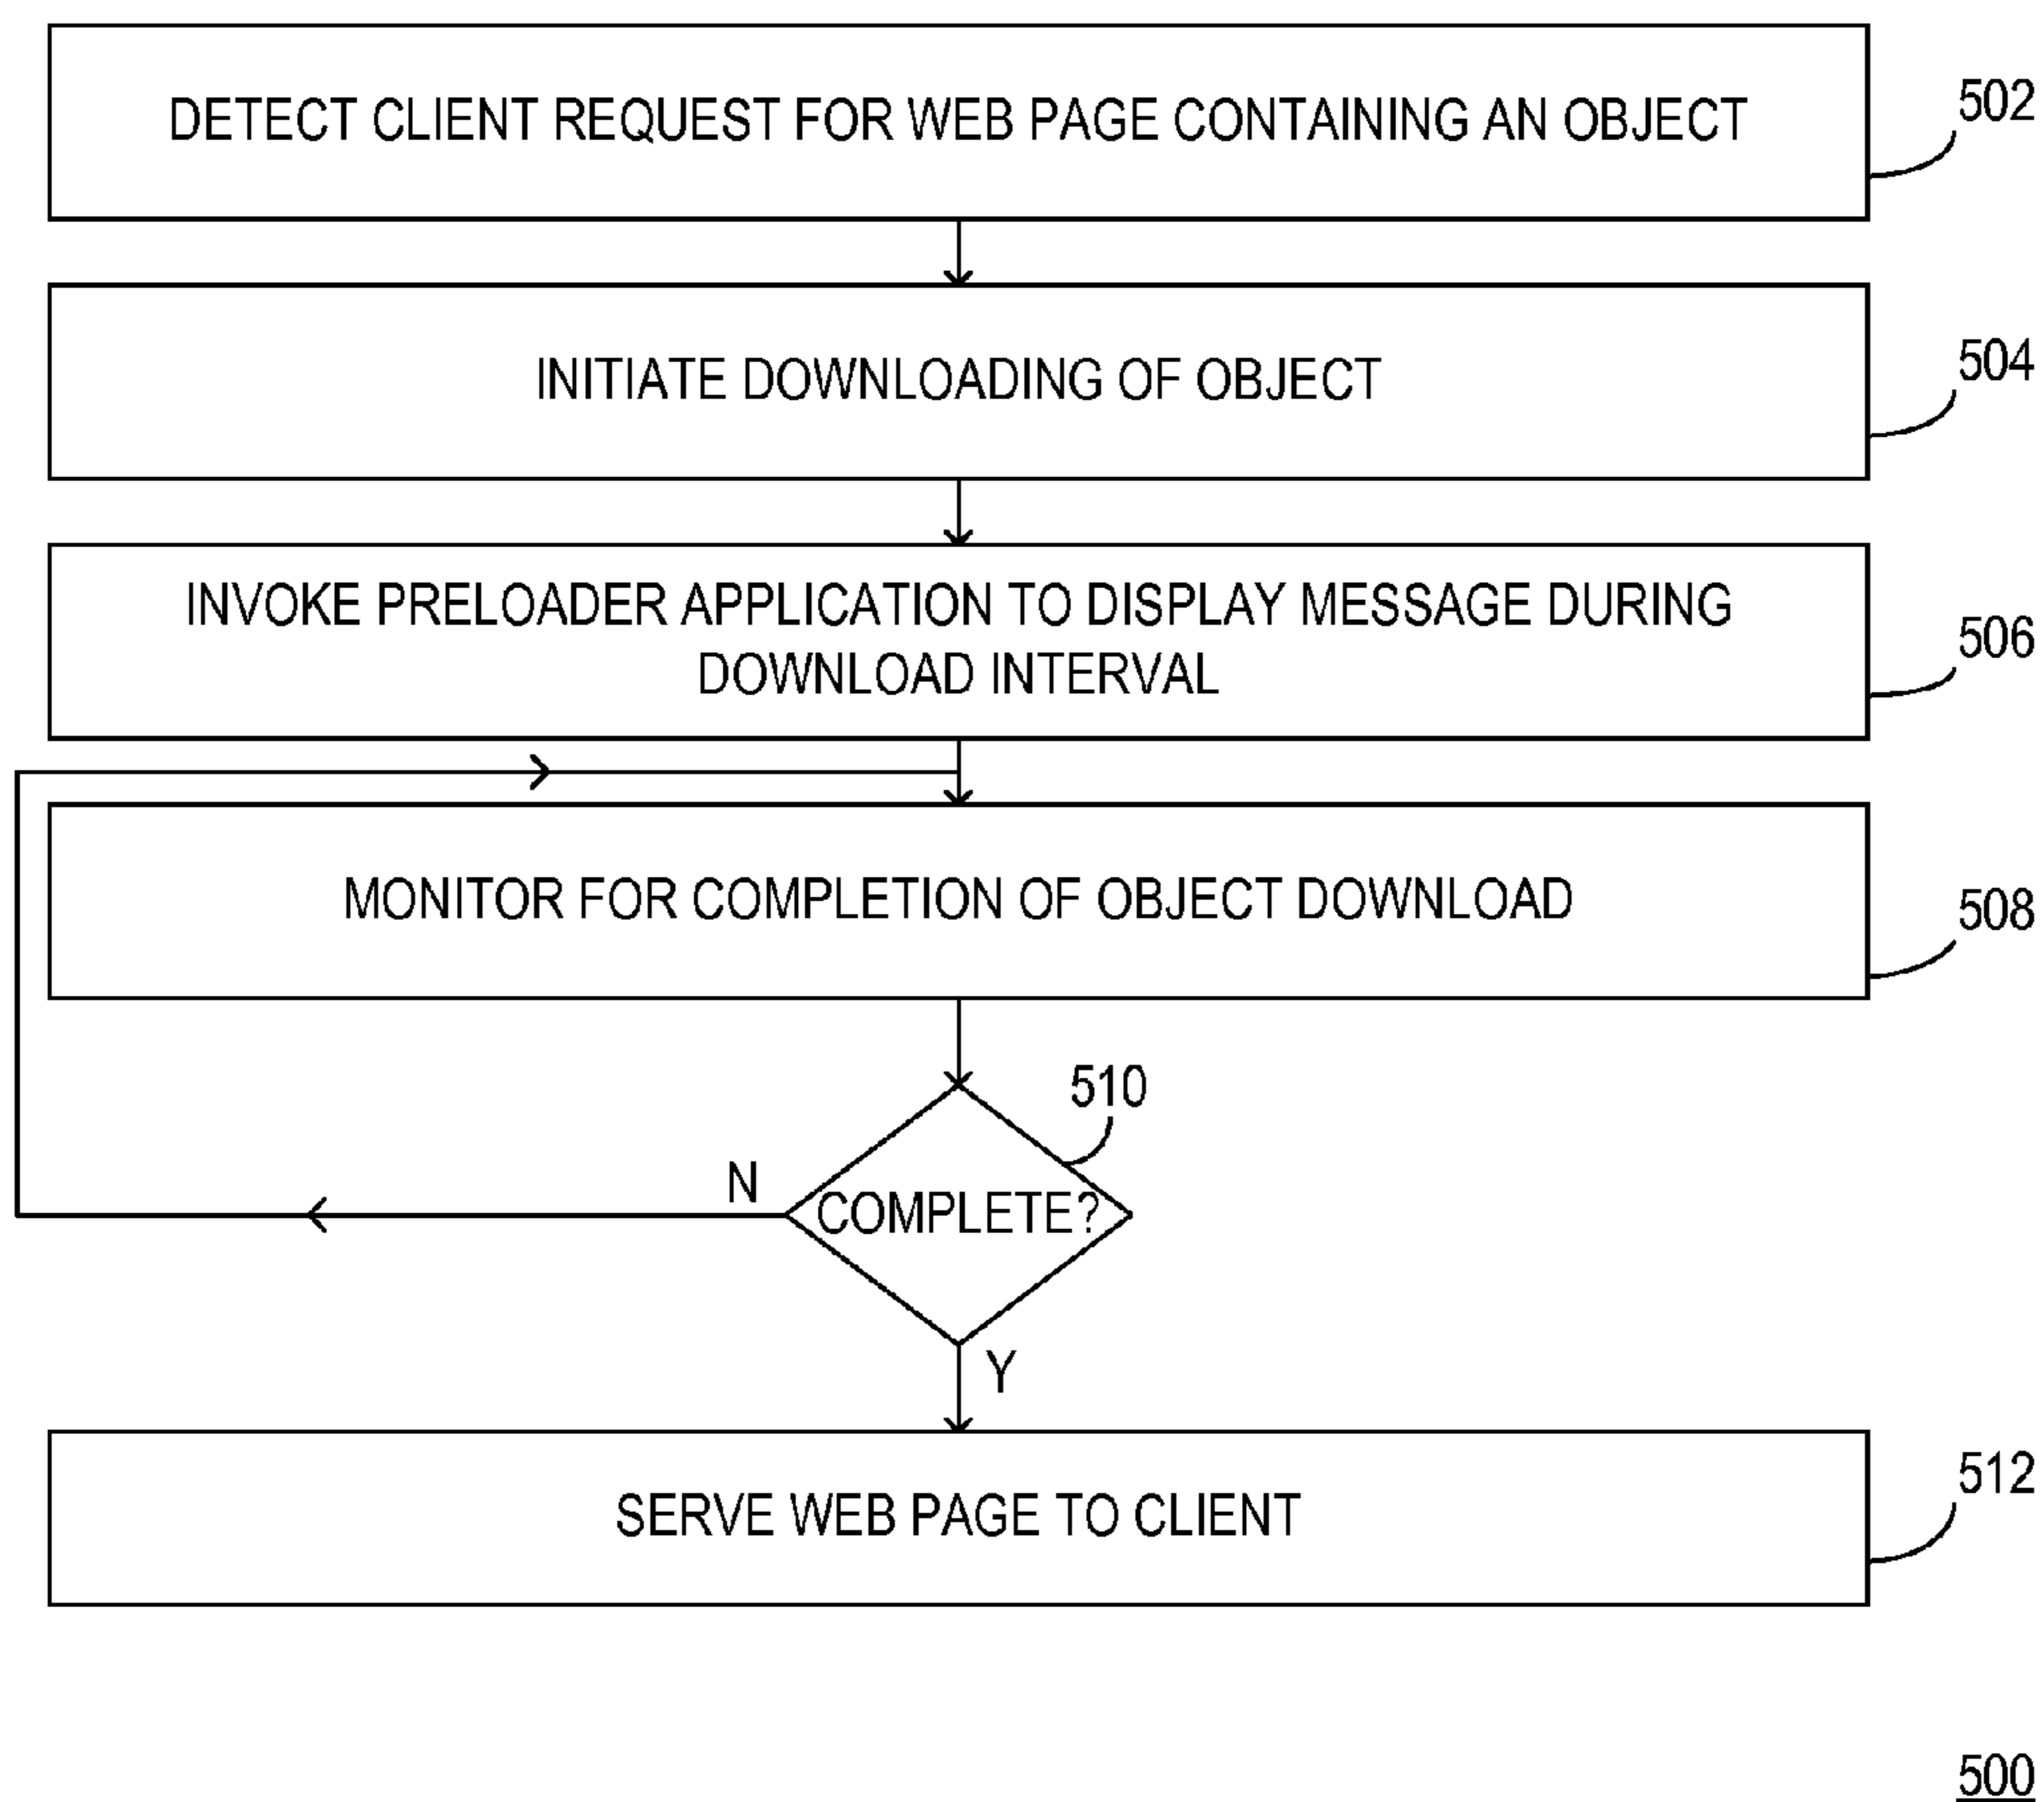 DETECT CLIENT REQUEST FOR WEB PAGE CONTAINING AN OBJECT
502
INITIATE DOWNLOADING OF OBJECT
504
INVOKE PRELOADER APPLICATION TO DISPLAY MESSAGE DURING
DOWNLOAD INTERVAL
506
MONITOR FOR COMPLETION OF OBJECT DOWNLOAD
508
510
N
COMPLETE?
Y
SERVE WEB PAGE TO CLIENT
512
500